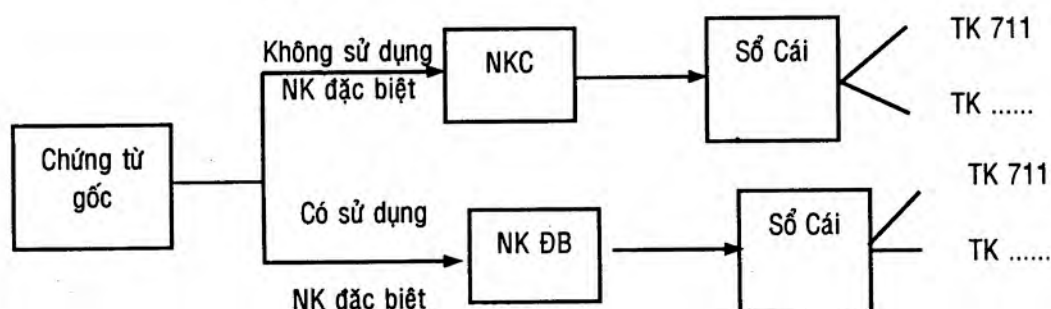 Chứng từ
gốc
Không sử dụng
NK đặc biệt
NKC
Sổ Cái
TK 711
TK ......
Có sử dụng
NK đặc biệt
NK ĐB
Sổ Cái
TK 711
TK ......